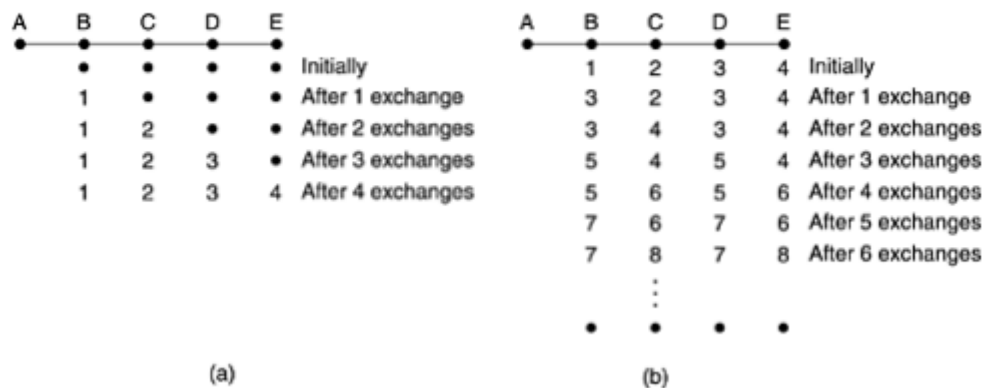 A B C D E
Initially
1 After 1 exchange
1 2 After 2 exchanges
1 2 3 After 3 exchanges
1 2 3 4 After 4 exchanges
(a)
A B C D E
1 2 3 4 Initially
3 2 3 4 After 1 exchange
3 4 3 4 After 2 exchanges
5 4 5 4 After 3 exchanges
5 6 5 6 After 4 exchanges
7 6 7 6 After 5 exchanges
7 8 7 8 After 6 exchanges
(b)